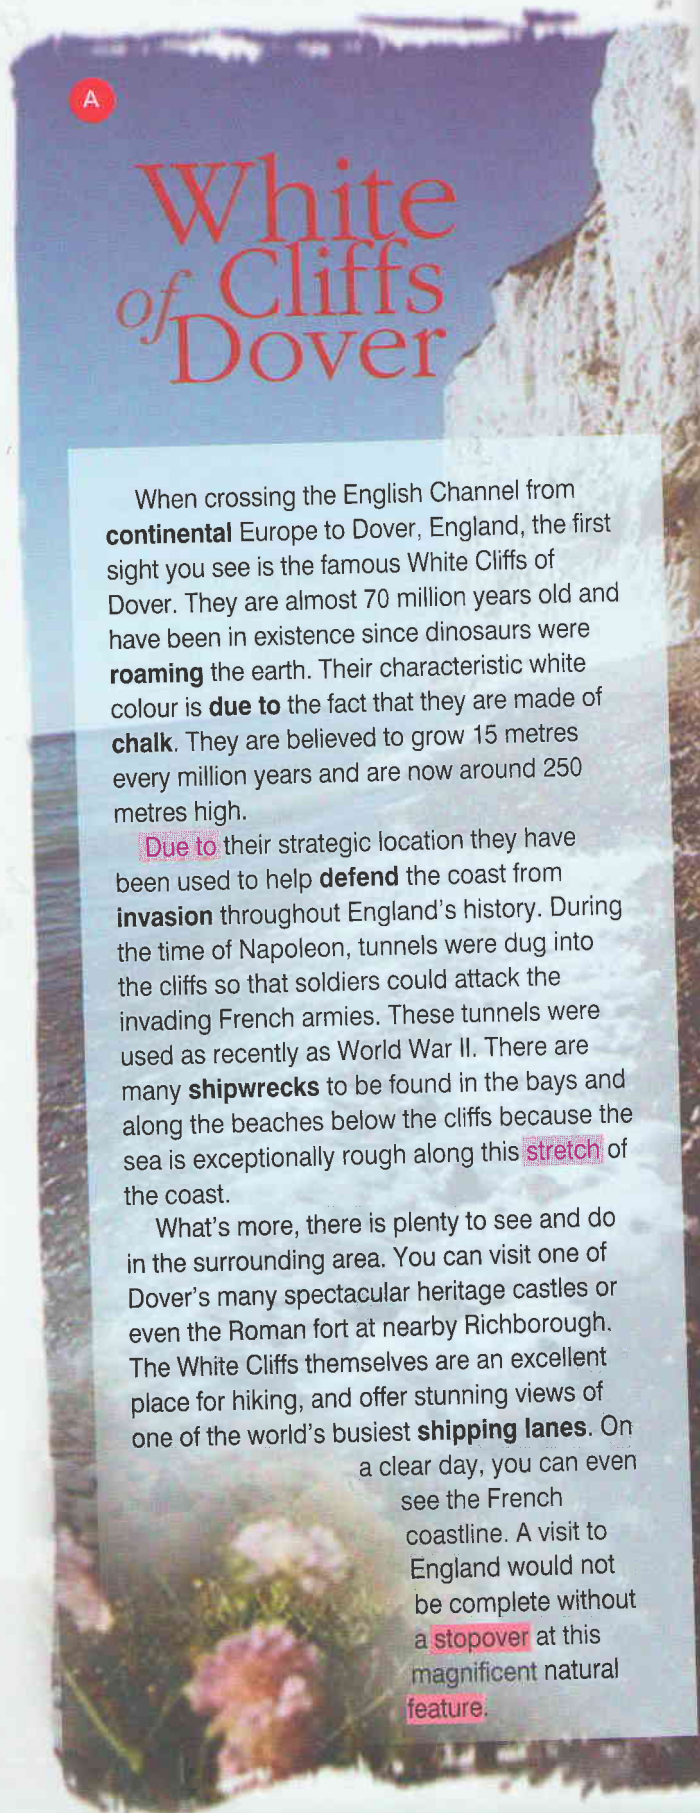 A
White
of Cliffs
Dover
When crossing the English Channel from
continental Europe to Dover, England, the first
sight you see is the famous White Cliffs of
Dover. They are almost 70 million years old and
have been in existence since dinosaurs were
roaming the earth. Their characteristic white
colour is due to the fact that they are made of
chalk. They are believed to grow 15 metres
every million years and are now around 250
metres high.
Due to their strategic location they have
been used to help defend the coast from
invasion throughout England's history. During
the time of Napoleon, tunnels were dug into
the cliffs so that soldiers could attack the
invading French armies. These tunnels were
used as recently as World War II. There are
many shipwrecks to be found in the bays and
along the beaches below the cliffs because the
sea is exceptionally rough along this stretch of
the coast.
What's more, there is plenty to see and do
in the surrounding area. You can visit one of
Dover's many spectacular heritage castles or
even the Roman fort at nearby Richborough.
The White Cliffs themselves are an excellent
place for hiking, and offer stunning views of
one of the world's busiest shipping lanes. On
a clear day, you can even
see the French
coastline. A visit to
England would not
be complete without
a stopover at this
magnificent natural
feature.